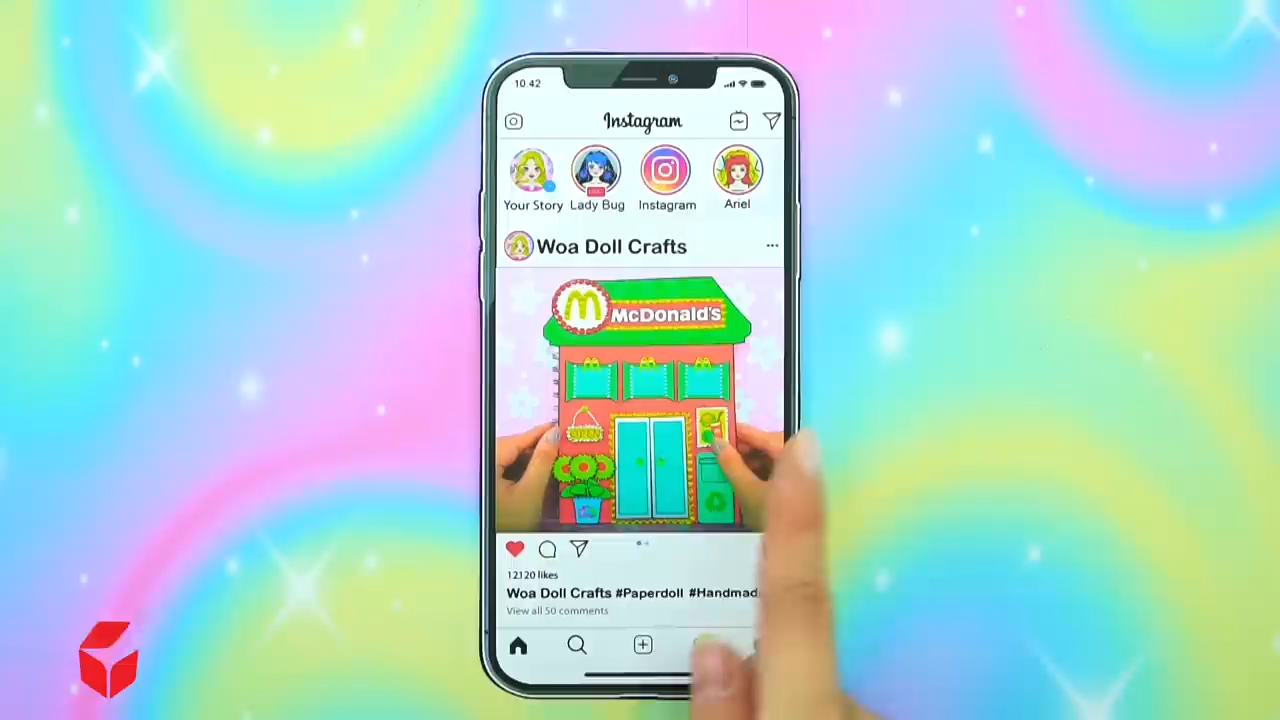 10.42
Instagram
Your Story
Lady Bug
Instagram
Ariel
Woa Doll Crafts
McDonald's
12120 likes
Woa Doll Crafts #Paperdoll #Handmad
View all 50 comments